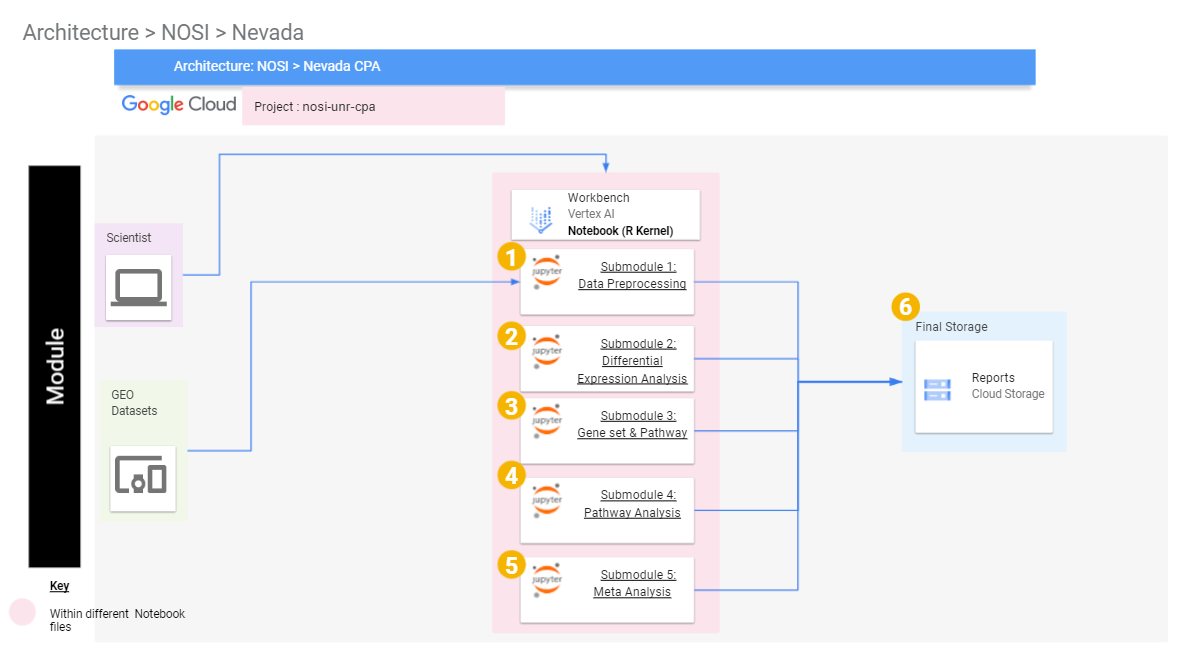 Architecture > NOSI > Nevada
Architecture: NOSI > Nevada CPA
Google Cloud
Project : nosi-unr-cpa
Module
Scientist
GEO
Datasets
Workbench
Vertex AI
Notebook (R Kernel)
1
jupyter
Submodule 1:
Data Preprocessing
2
jupyter
Submodule 2:
Differential
Expression Analysis
3
jupyter
Submodule 3:
Gene set & Pathway
4
jupyter
Submodule 4:
Pathway Analysis
5
jupyter
Submodule 5:
Meta Analysis
6
Final Storage
Reports
Cloud Storage
Key
Within different Notebook
files